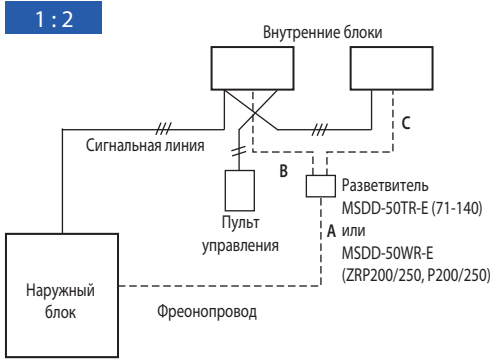 1 : 2
Внутренние блоки
C
Сигнальная линия
B
Разветвитель
MSDD-50TR-E (71-140)
A или
MSDD-50WR-E
(ZRP200/250, P200/250)
Пульт
управления
Наружный
блок
Фреонопровод